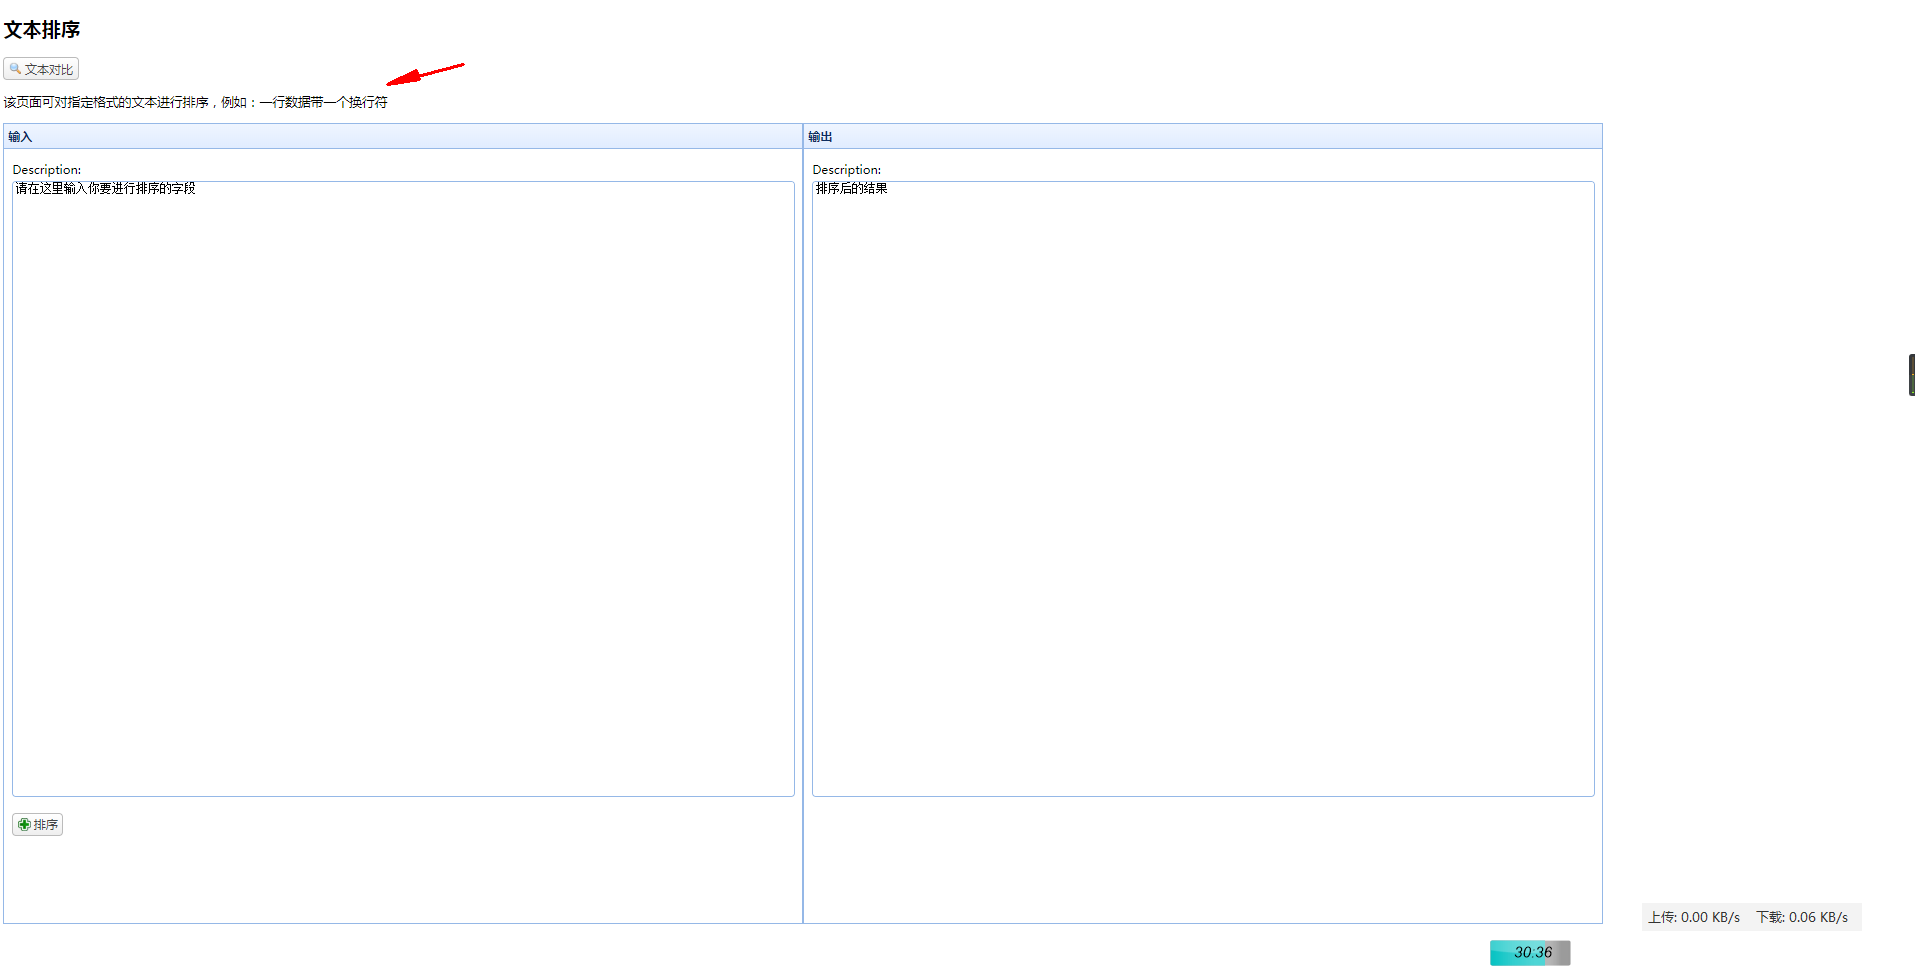 文本排序
文本对比
该页面可对指定格式的文本进行排序，例如：一行数据带一个换行符
输入
输出
Description:
请在这里输入你要进行排序的字段
Description:
排序后的结果
排序
上传: 0.00 KB/s 下载: 0.06 KB/s
30:36